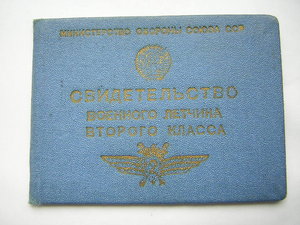 МИНИСТЕРСТВО ОБОРОНЫ СОЮЗА ССР
СВИДЕТЕЛЬСТВО
ВОЕННОГО ЛЕТЧИКА
ВТОРОГО КЛАССА